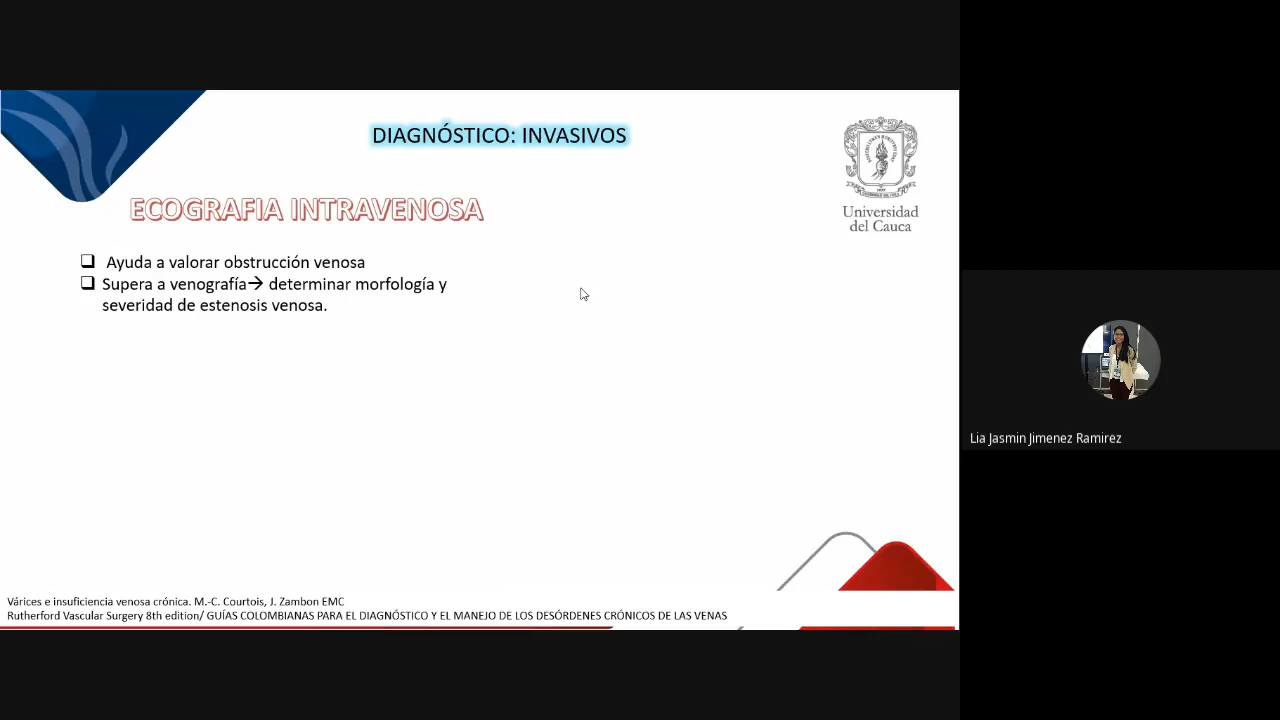 DIAGNÓSTICO: INVASIVOS
Universidad
del Cauca
ECOGRAFIA INTRAVENOSA
❑ Ayuda a valorar obstrucción venosa
❑ Supera a venografía→ determinar morfología y
severidad de estenosis venosa.
Lia Jasmin Jimenez Ramirez
Várices e insuficiencia venosa crónica. M.-C. Courtois, J. Zambon EMC
Rutherford Vascular Surgery 8th edition/ GUÍAS COLOMBIANAS PARA EL DIAGNÓSTICO Y EL MANEJO DE LOS DESÓRDENES CRÓNICOS DE LAS VENAS